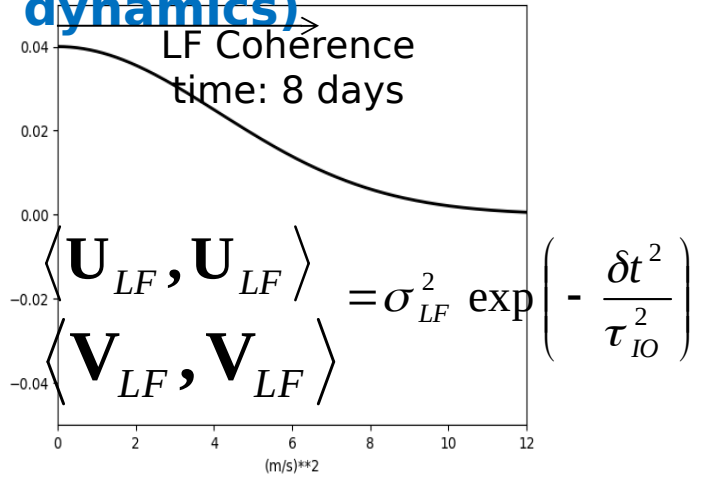 dynamics)
LF Coherence
time: 8 days
0.04
0.02
0.00
−0.02
−0.04
⟨U_LF , U_LF⟩
⟨V_LF , V_LF⟩
= σ²_LF exp ( - δt² / τ²_IO )
0 2 4 6 8 10 12
(m/s)**2